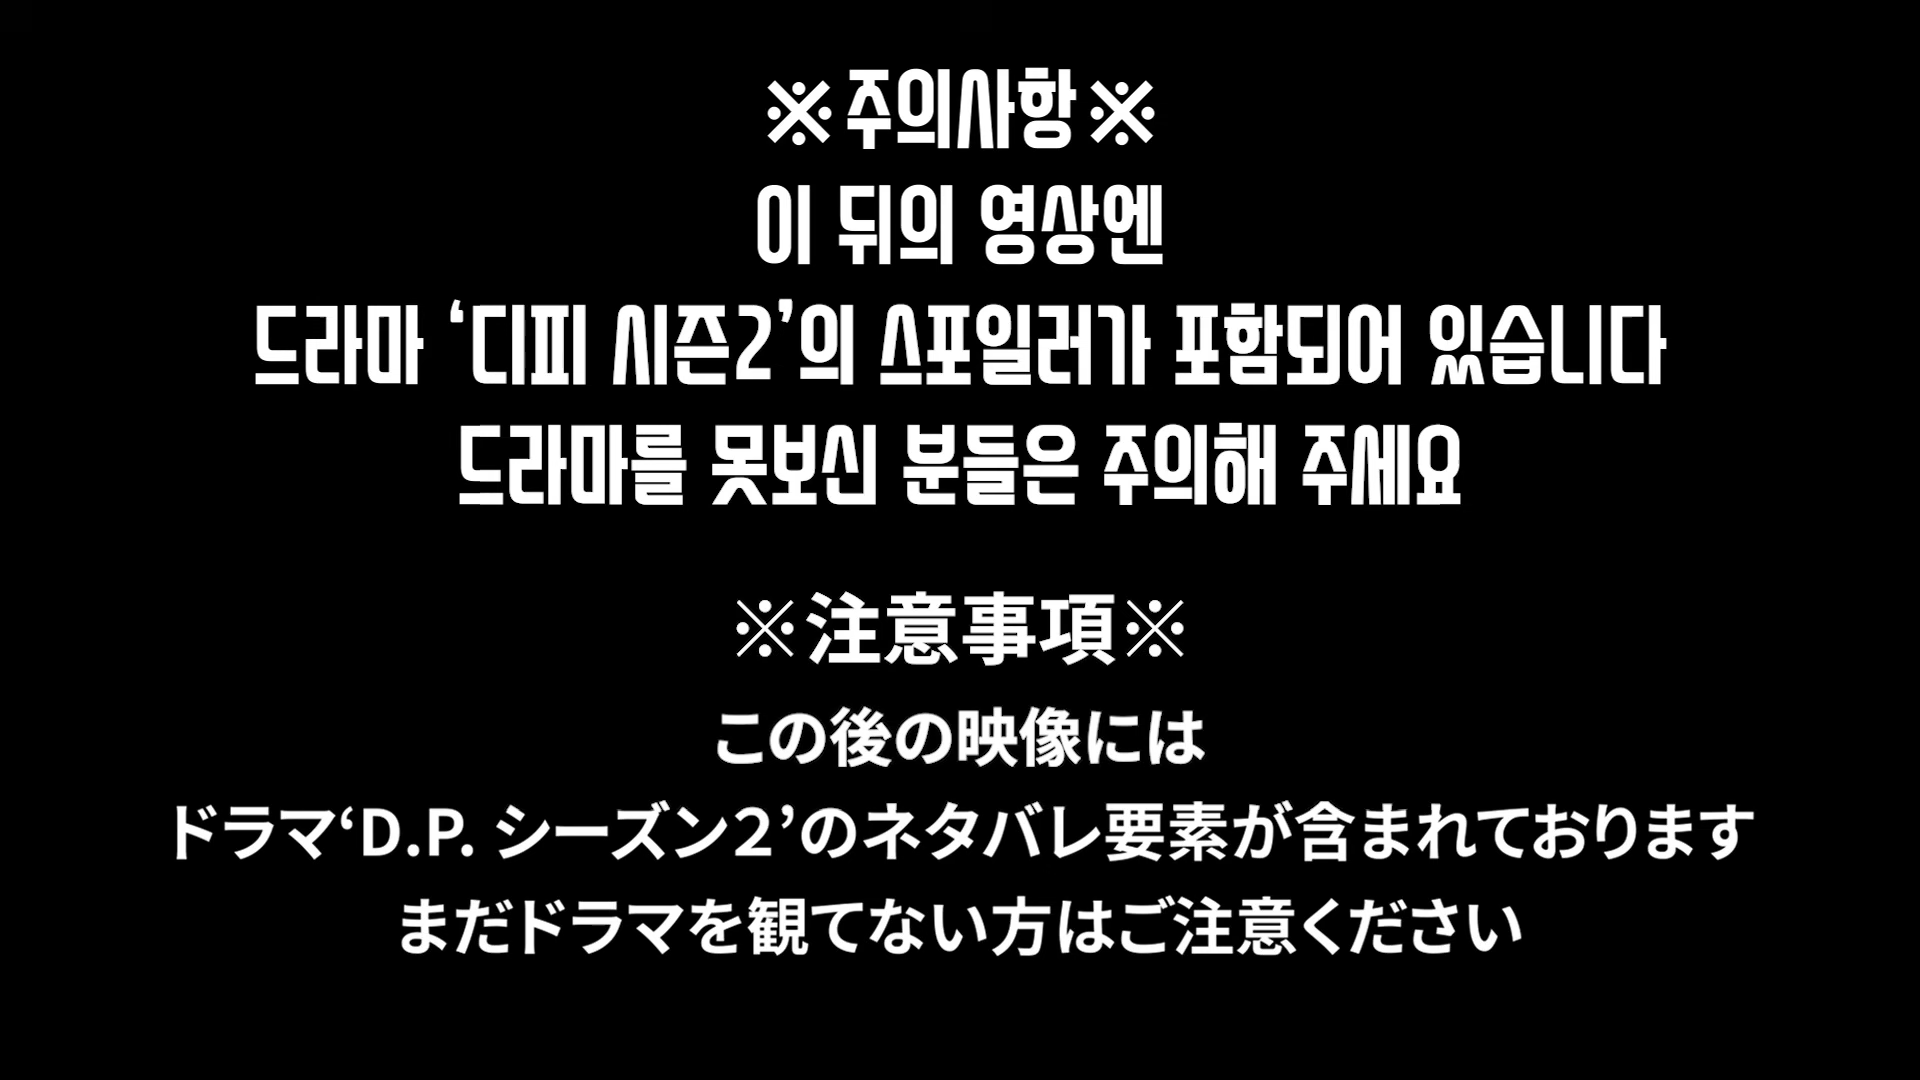 ※주의사항※
이 뒤의 영상엔
드라마 ‘디피 시즌2’의 스포일러가 포함되어 있습니다
드라마를 못보신 분들은 주의해 주세요
※注意事項※
この後の映像には
ドラマ‘D.P. シーズン２’のネタバレ要素が含まれております
まだドラマを観てない方はご注意ください